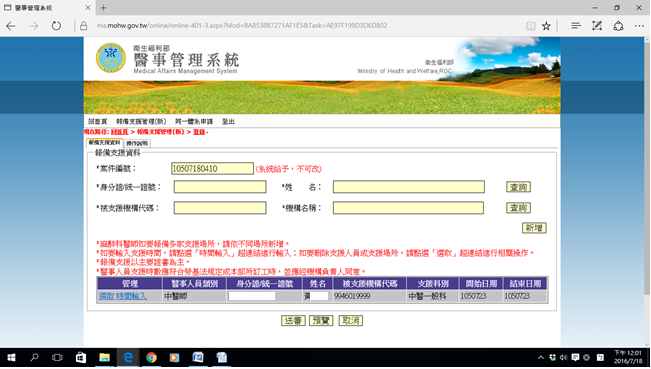 醫事管理系統
ma.mohw.gov.tw/online/online-401-3.aspx?Mod=BA8538B7271AF1E5&Task=AE97F199D3D6D802
衛生福利部
醫事管理系統
Medical Affairs Management System
衛生福利部
Ministry of Health and Welfare,ROC.
回首頁 報備支援管理(新) 同一體系申請 登出
現在路徑: 回首頁 > 報備支援管理(新) > 登錄。
報備支援資料 操作說明
報備支援資料
*案件編號: 10507180410 (系統給予,不可改)
*身分證/統一證號: *姓 名: 查詢
*被支援機構代碼: *機構名稱: 查詢
新增
*麻醉科醫師如要報備多家支援場所,請依不同場所新增。
*如要輸入支援時間,請點選「時間輸入」超連結進行輸入;如要刪除支援人員或支援場所,請點選「選取」超連結進行相關操作。
*報備支援以主要證書為主。
*醫事人員支援時數應符合勞基法規定或本部所訂工時,並應經機構負責人同意。
管理 醫事人員類別 身分證/統一證號 姓名 被支援機構代碼 支援科別 開始日期 結束日期
選取 時間輸入 中醫師 9946019999 中醫一般科 1050723 1050723
送審 預覽 取消
下午 12:01
2016/7/18